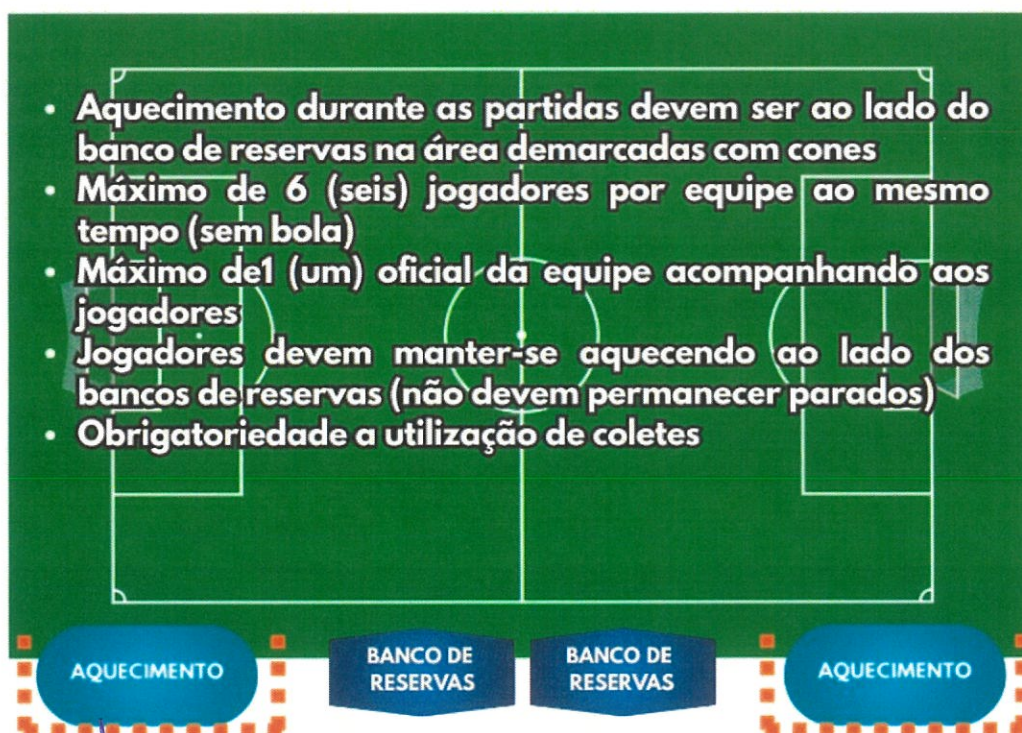 • Aquecimento durante as partidas devem ser ao lado do
banco de reservas na área demarcadas com cones
• Máximo de 6 (seis) jogadores por equipe ao mesmo
tempo (sem bola)
• Máximo de1 (um) oficial da equipe acompanhando aos
jogadores
• Jogadores devem manter-se aquecendo ao lado dos
bancos de reservas (não devem permanecer parados)
• Obrigatoriedade a utilização de coletes
AQUECIMENTO
BANCO DE
RESERVAS
BANCO DE
RESERVAS
AQUECIMENTO